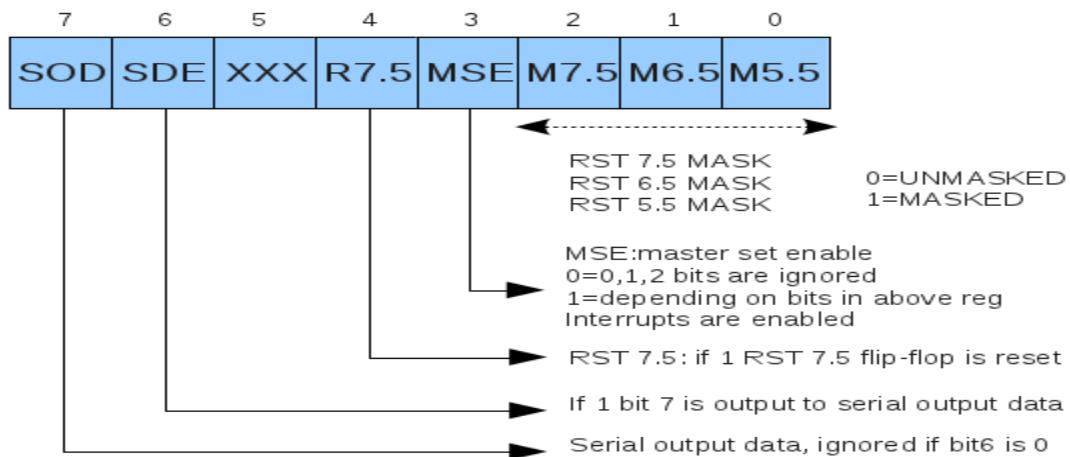 7 6 5 4 3 2 1 0
SOD SDE XXX R7.5 MSE M7.5 M6.5 M5.5
RST 7.5 MASK
RST 6.5 MASK
RST 5.5 MASK
0=UNMASKED
1=MASKED
MSE:master set enable
0=0,1,2 bits are ignored
1=depending on bits in above reg
Interrupts are enabled
RST 7.5: if 1 RST 7.5 flip-flop is reset
If 1 bit 7 is output to serial output data
Serial output data, ignored if bit6 is 0